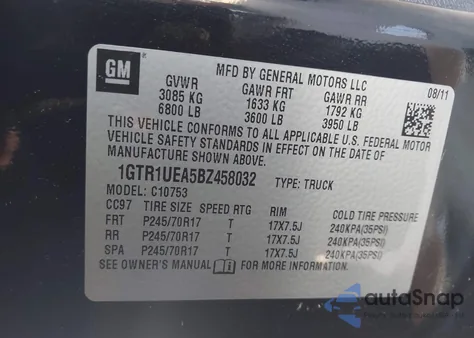 GM
MFD BY GENERAL MOTORS LLC
08/11
GVWR GAWR FRT GAWR RR
3085 KG 1633 KG 1792 KG
6800 LB 3600 LB 3950 LB
THIS VEHICLE CONFORMS TO ALL APPLICABLE U.S. FEDERAL MOTOR
VEHICLE SAFETY STANDARDS IN EFFECT ON THE DATE OF
MANUFACTURE SHOWN ABOVE.
1GTR1UEA5BZ458032 TYPE: TRUCK
MODEL: C10753
CC97 TIRE SIZE SPEED RTG RIM COLD TIRE PRESSURE
FRT P245/70R17 T 17X7.5J 240KPA(35PSI)
RR P245/70R17 T 17X7.5J 240KPA(35PSI)
SPA P245/70R17 T 17X7.5J 240KPA(35PSI)
SEE OWNER'S MANUAL FOR MORE INFORMATION
autoSnap